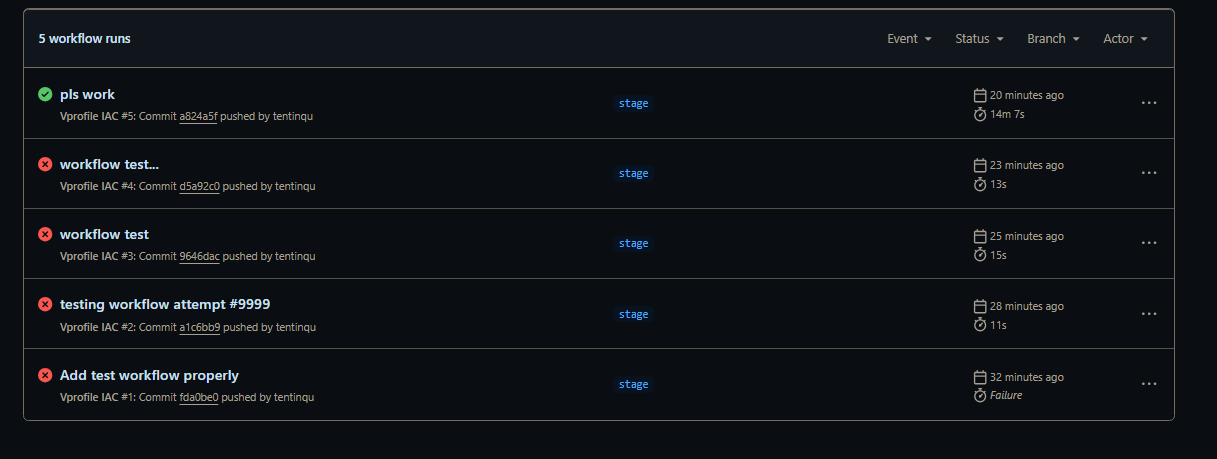 5 workflow runs
Event Status Branch Actor
pls work
Vprofile IAC #5: Commit a824a5f pushed by tentinqu
stage
20 minutes ago
14m 7s
workflow test...
Vprofile IAC #4: Commit d5a92c0 pushed by tentinqu
stage
23 minutes ago
13s
workflow test
Vprofile IAC #3: Commit 9646dac pushed by tentinqu
stage
25 minutes ago
15s
testing workflow attempt #9999
Vprofile IAC #2: Commit a1c6bb9 pushed by tentinqu
stage
28 minutes ago
11s
Add test workflow properly
Vprofile IAC #1: Commit fda0be0 pushed by tentinqu
stage
32 minutes ago
Failure